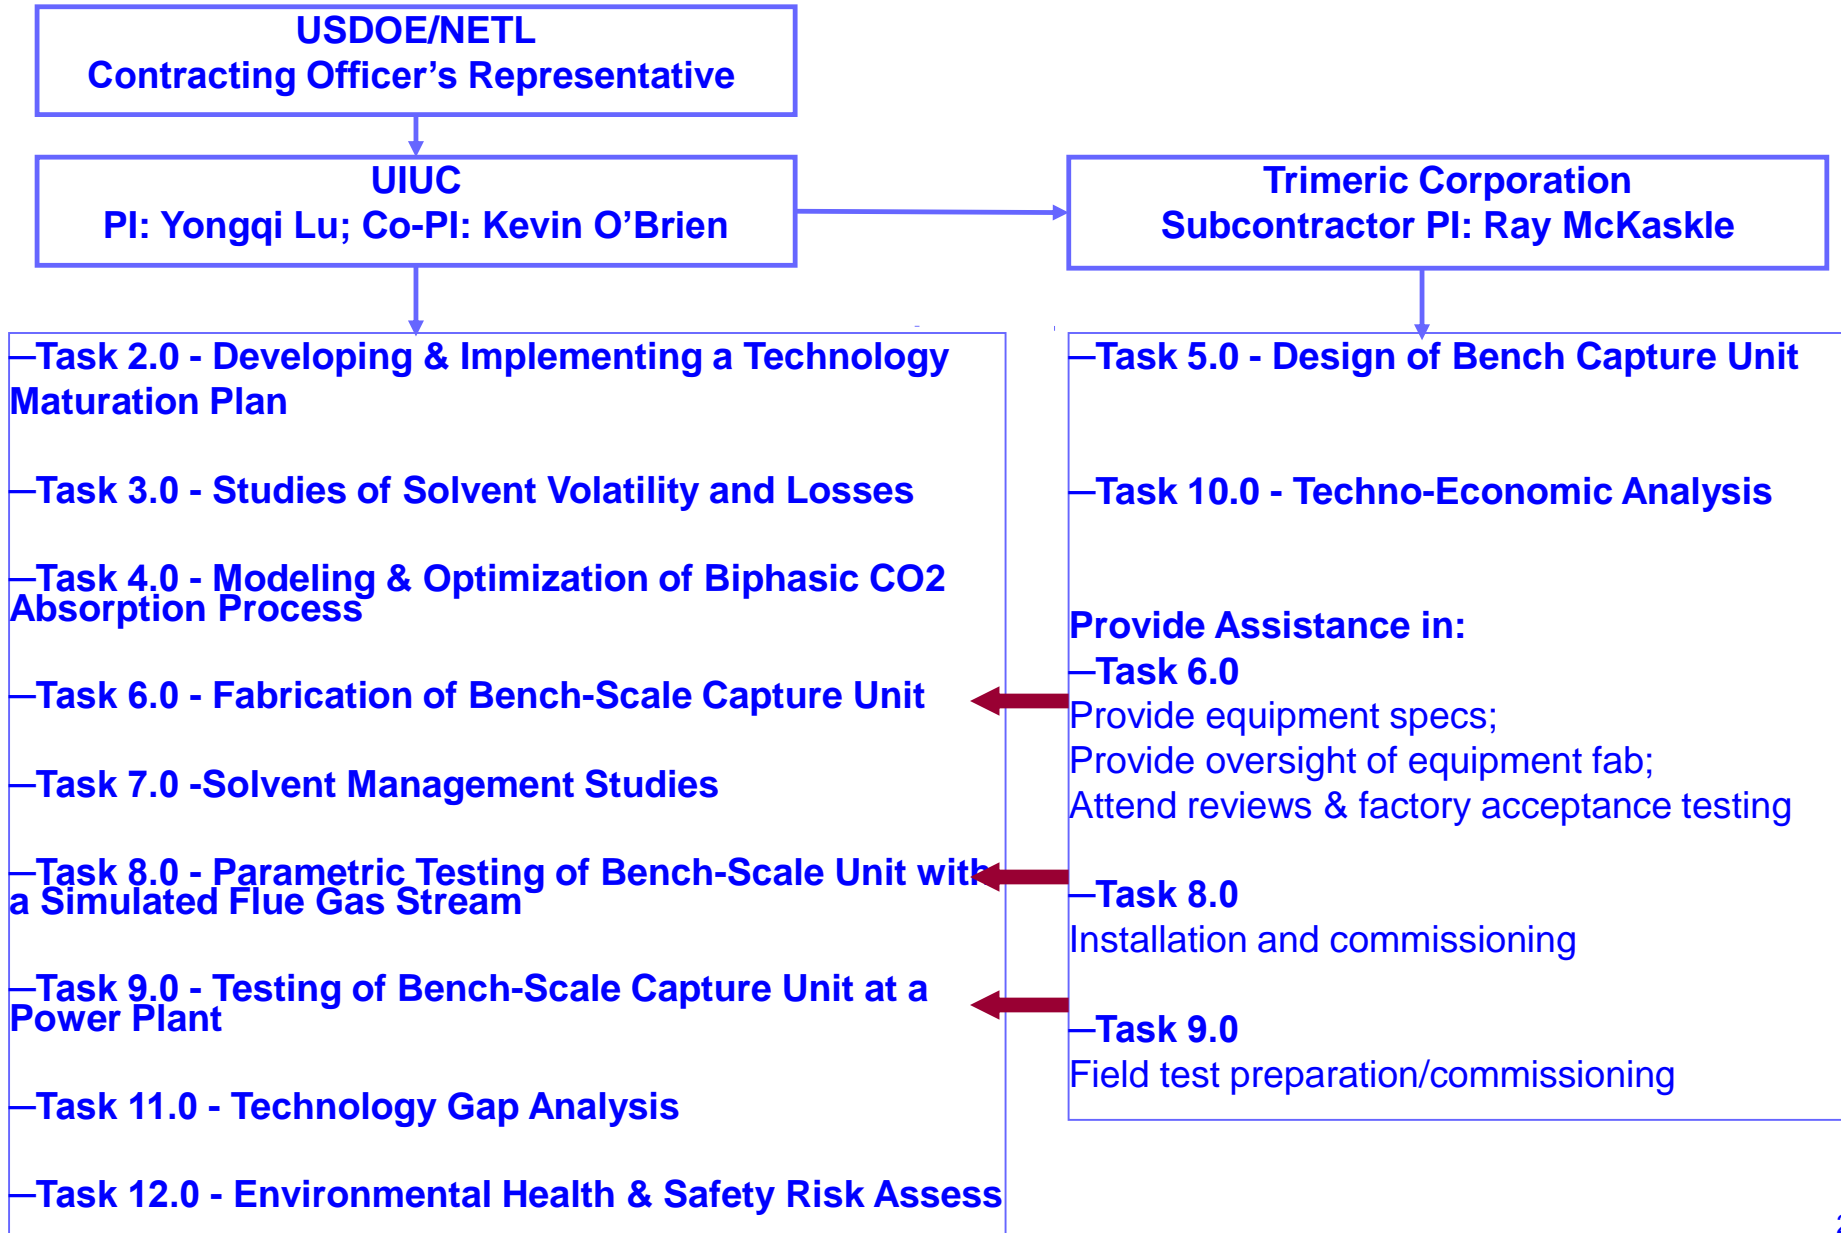 USDOE/NETL
Contracting Officer's Representative
UIUC
PI: Yongqi Lu; Co-PI: Kevin O'Brien
Trimeric Corporation
Subcontractor PI: Ray McKaskle
—Task 2.0 - Developing & Implementing a Technology
Maturation Plan
—Task 3.0 - Studies of Solvent Volatility and Losses
—Task 4.0 - Modeling & Optimization of Biphasic CO2
Absorption Process
—Task 6.0 - Fabrication of Bench-Scale Capture Unit
—Task 7.0 -Solvent Management Studies
—Task 8.0 - Parametric Testing of Bench-Scale Unit with
a Simulated Flue Gas Stream
—Task 9.0 - Testing of Bench-Scale Capture Unit at a
Power Plant
—Task 11.0 - Technology Gap Analysis
—Task 12.0 - Environmental Health & Safety Risk Assess
—Task 5.0 - Design of Bench Capture Unit
—Task 10.0 - Techno-Economic Analysis
Provide Assistance in:
—Task 6.0
Provide equipment specs;
Provide oversight of equipment fab;
Attend reviews & factory acceptance testing
—Task 8.0
Installation and commissioning
—Task 9.0
Field test preparation/commissioning